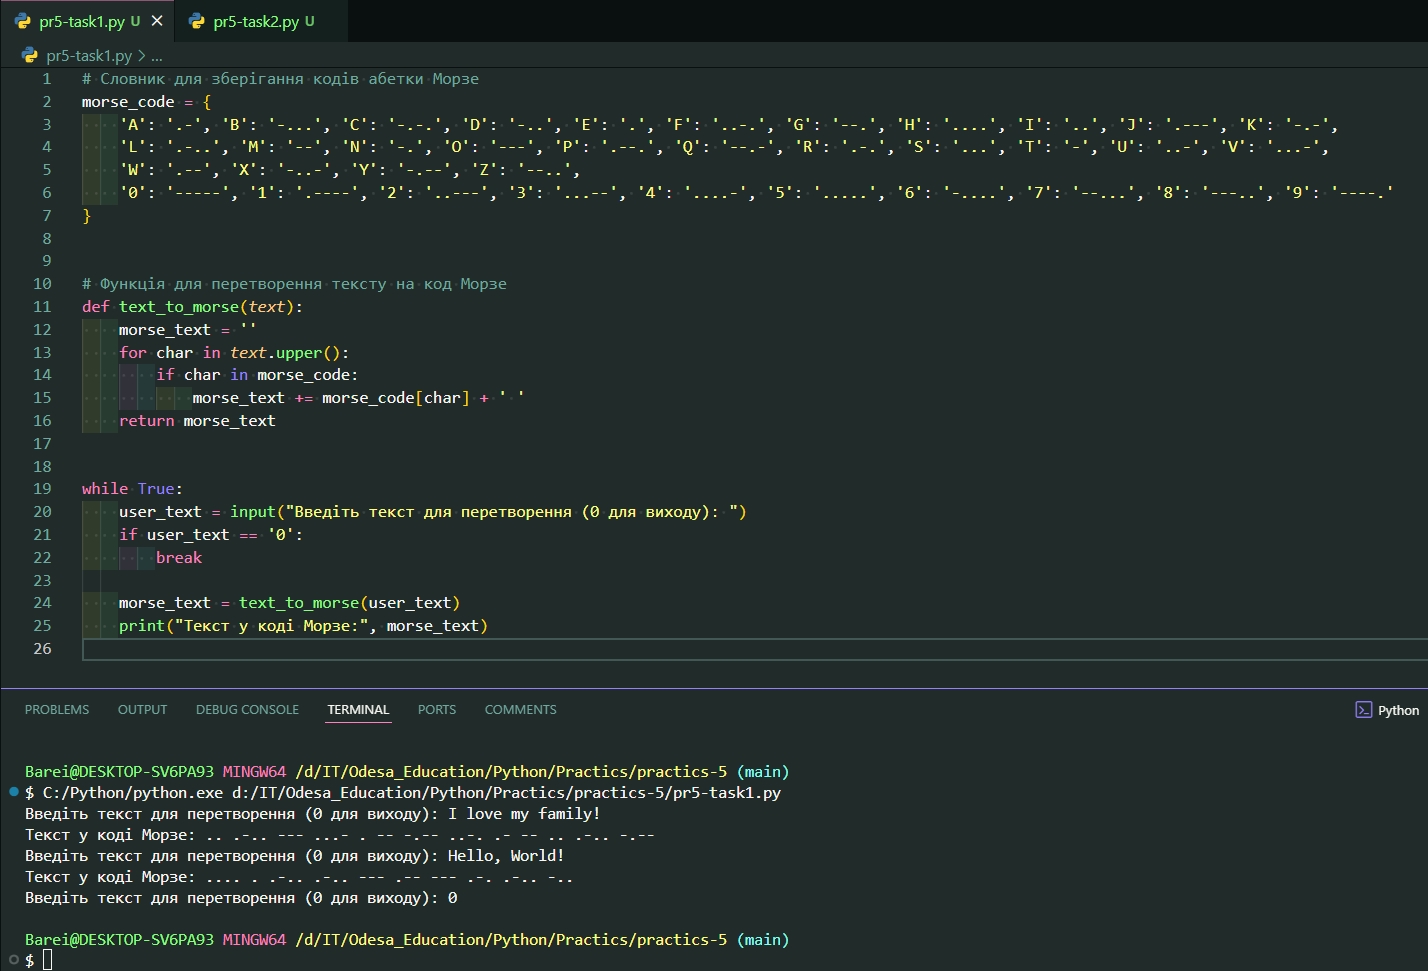 pr5-task1.py U × pr5-task2.py U
pr5-task1.py > ...
1 # Словник для зберігання кодів абетки Морзе
2 morse_code = {
3     'A': '.-', 'B': '-...', 'C': '-.-.', 'D': '-..', 'E': '.', 'F': '..-.', 'G': '--.', 'H': '....', 'I': '..', 'J': '.---', 'K': '-.-',
4     'L': '.-..', 'M': '--', 'N': '-.', 'O': '---', 'P': '.--.', 'Q': '--.-', 'R': '.-.', 'S': '...', 'T': '-', 'U': '..-', 'V': '...-',
5     'W': '.--', 'X': '-..-', 'Y': '-.--', 'Z': '--..',
6     '0': '-----', '1': '.----', '2': '..---', '3': '...--', '4': '....-', '5': '.....', '6': '-....', '7': '--...', '8': '---..', '9': '----.'
7 }
8
9
10 # Функція для перетворення тексту на код Морзе
11 def text_to_morse(text):
12     morse_text = ''
13     for char in text.upper():
14         if char in morse_code:
15             morse_text += morse_code[char] + ' '
16     return morse_text
17
18
19 while True:
20     user_text = input("Введіть текст для перетворення (0 для виходу): ")
21     if user_text == '0':
22         break
23
24     morse_text = text_to_morse(user_text)
25     print("Текст у коді Морзе:", morse_text)
26
PROBLEMS OUTPUT DEBUG CONSOLE TERMINAL PORTS COMMENTS Python
Barei@DESKTOP-SV6PA93 MINGW64 /d/IT/Odesa_Education/Python/Practics/practics-5 (main)
$ C:/Python/python.exe d:/IT/Odesa_Education/Python/Practics/practics-5/pr5-task1.py
Введіть текст для перетворення (0 для виходу): I love my family!
Текст у коді Морзе: .. .-.. --- ...- . -- -.-- ..-. .- -- .. .-.. -.--
Введіть текст для перетворення (0 для виходу): Hello, World!
Текст у коді Морзе: .... . .-.. .-.. --- .-- --- .-. .-.. -..
Введіть текст для перетворення (0 для виходу): 0
Barei@DESKTOP-SV6PA93 MINGW64 /d/IT/Odesa_Education/Python/Practics/practics-5 (main)
$